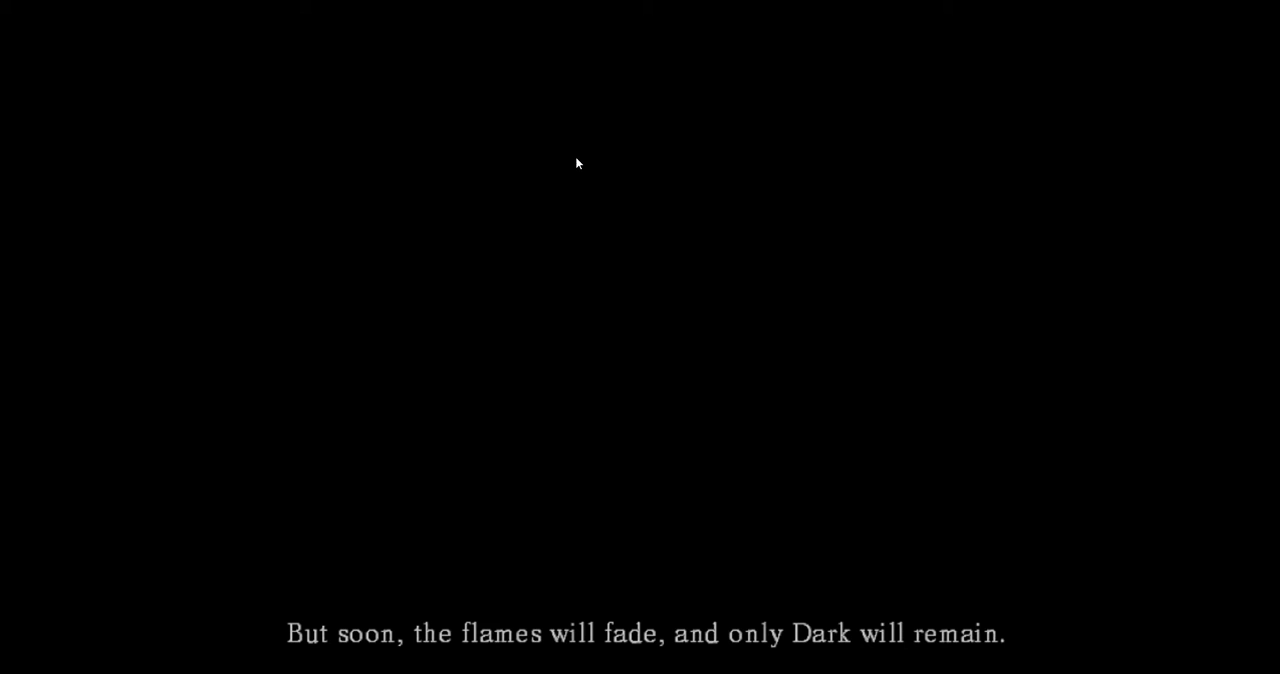 But soon, the flames will fade, and only Dark will remain.